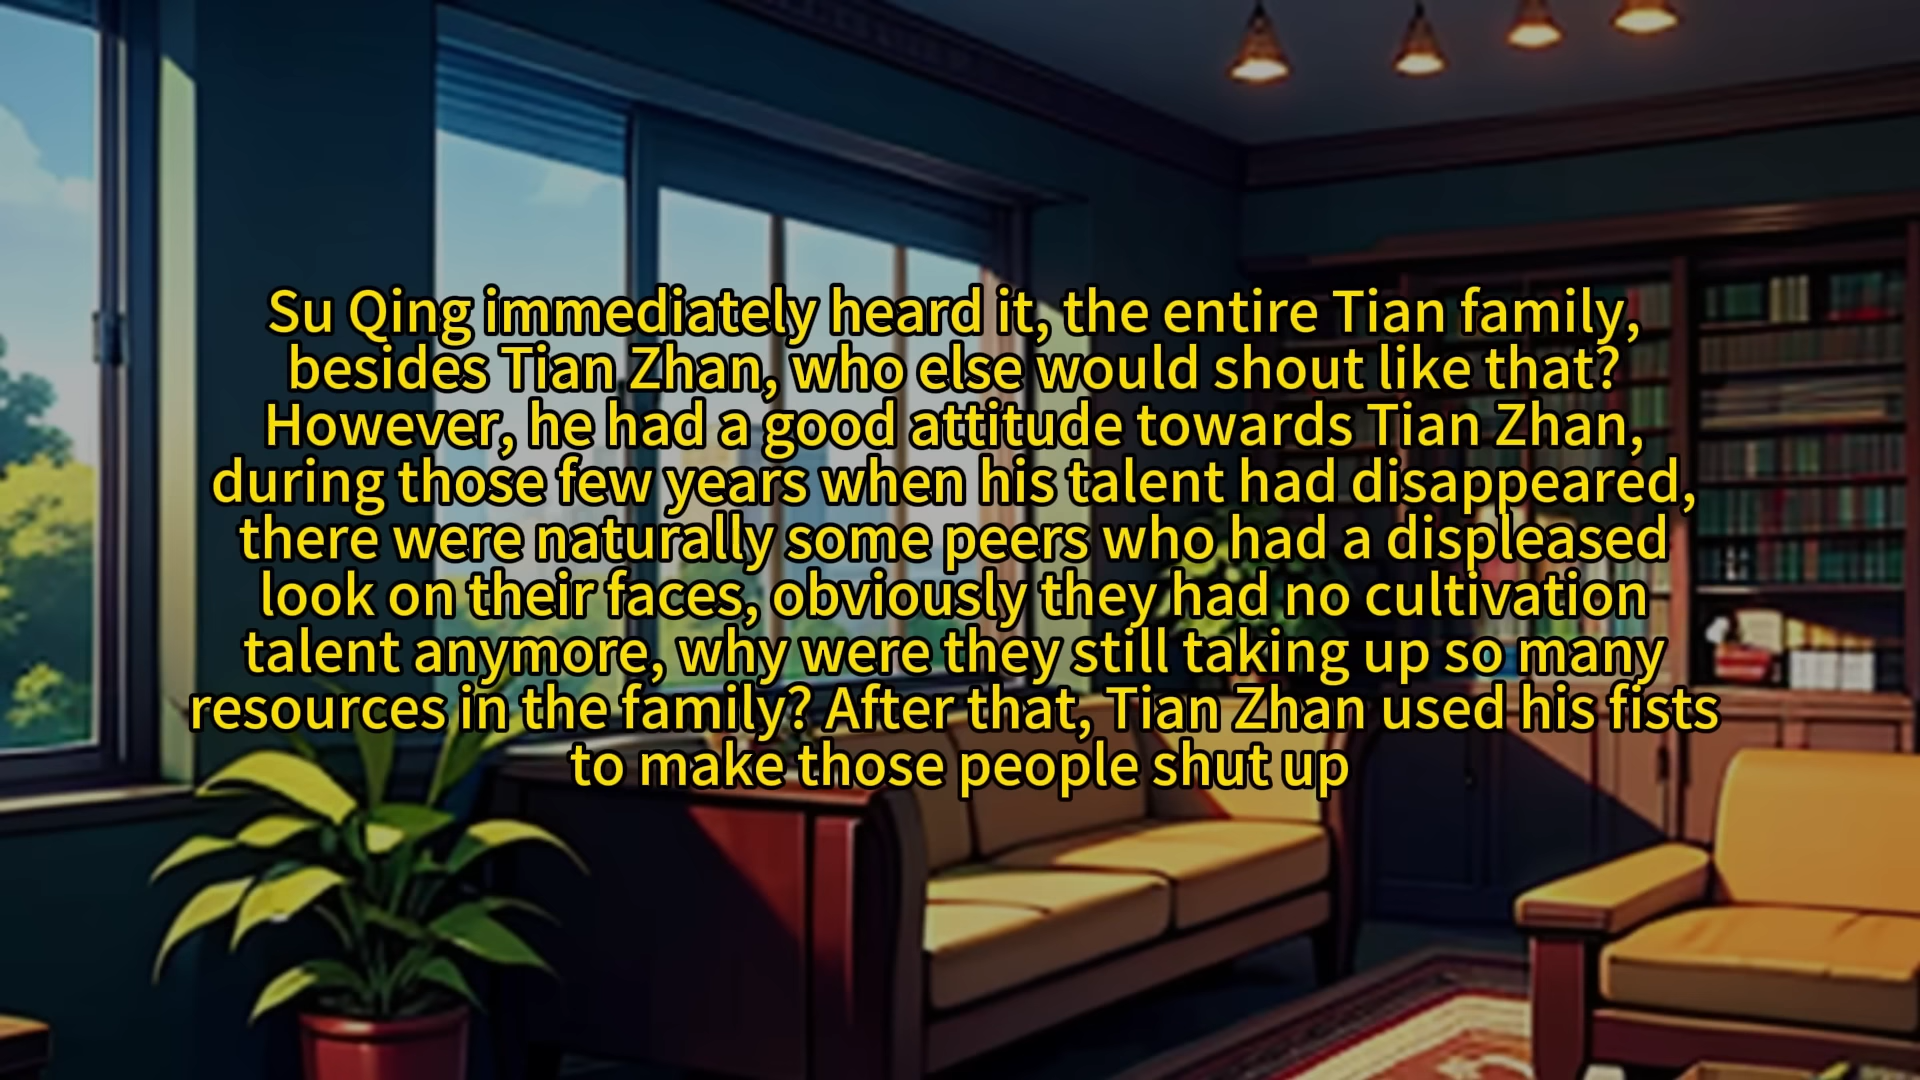 Su Qing immediately heard it, the entire Tian family,
besides Tian Zhan, who else would shout like that?
However, he had a good attitude towards Tian Zhan,
during those few years when his talent had disappeared,
there were naturally some peers who had a displeased
look on their faces, obviously they had no cultivation
talent anymore, why were they still taking up so many
resources in the family? After that, Tian Zhan used his fists
to make those people shut up